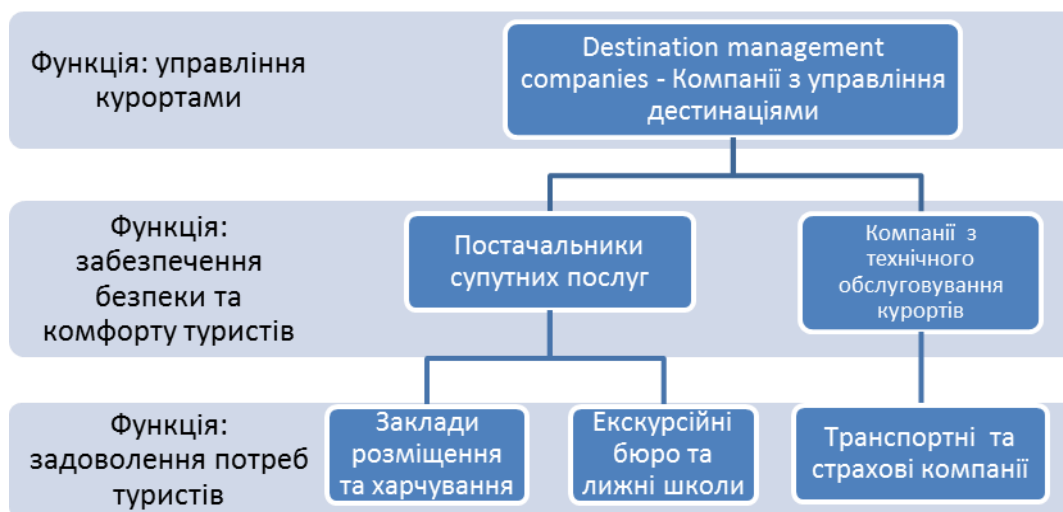 Функція: управління
курортами
Destination management
companies - Компанії з управління
дестинаціями
Функція:
забезпечення
безпеки та
комфорту туристів
Постачальники
супутних послуг
Компанії з
технічного
обслуговування
курортів
Функція:
задоволення потреб
туристів
Заклади
розміщення
та харчування
Екскурсійні
бюро та
лижні школи
Транспортні та
страхові компанії